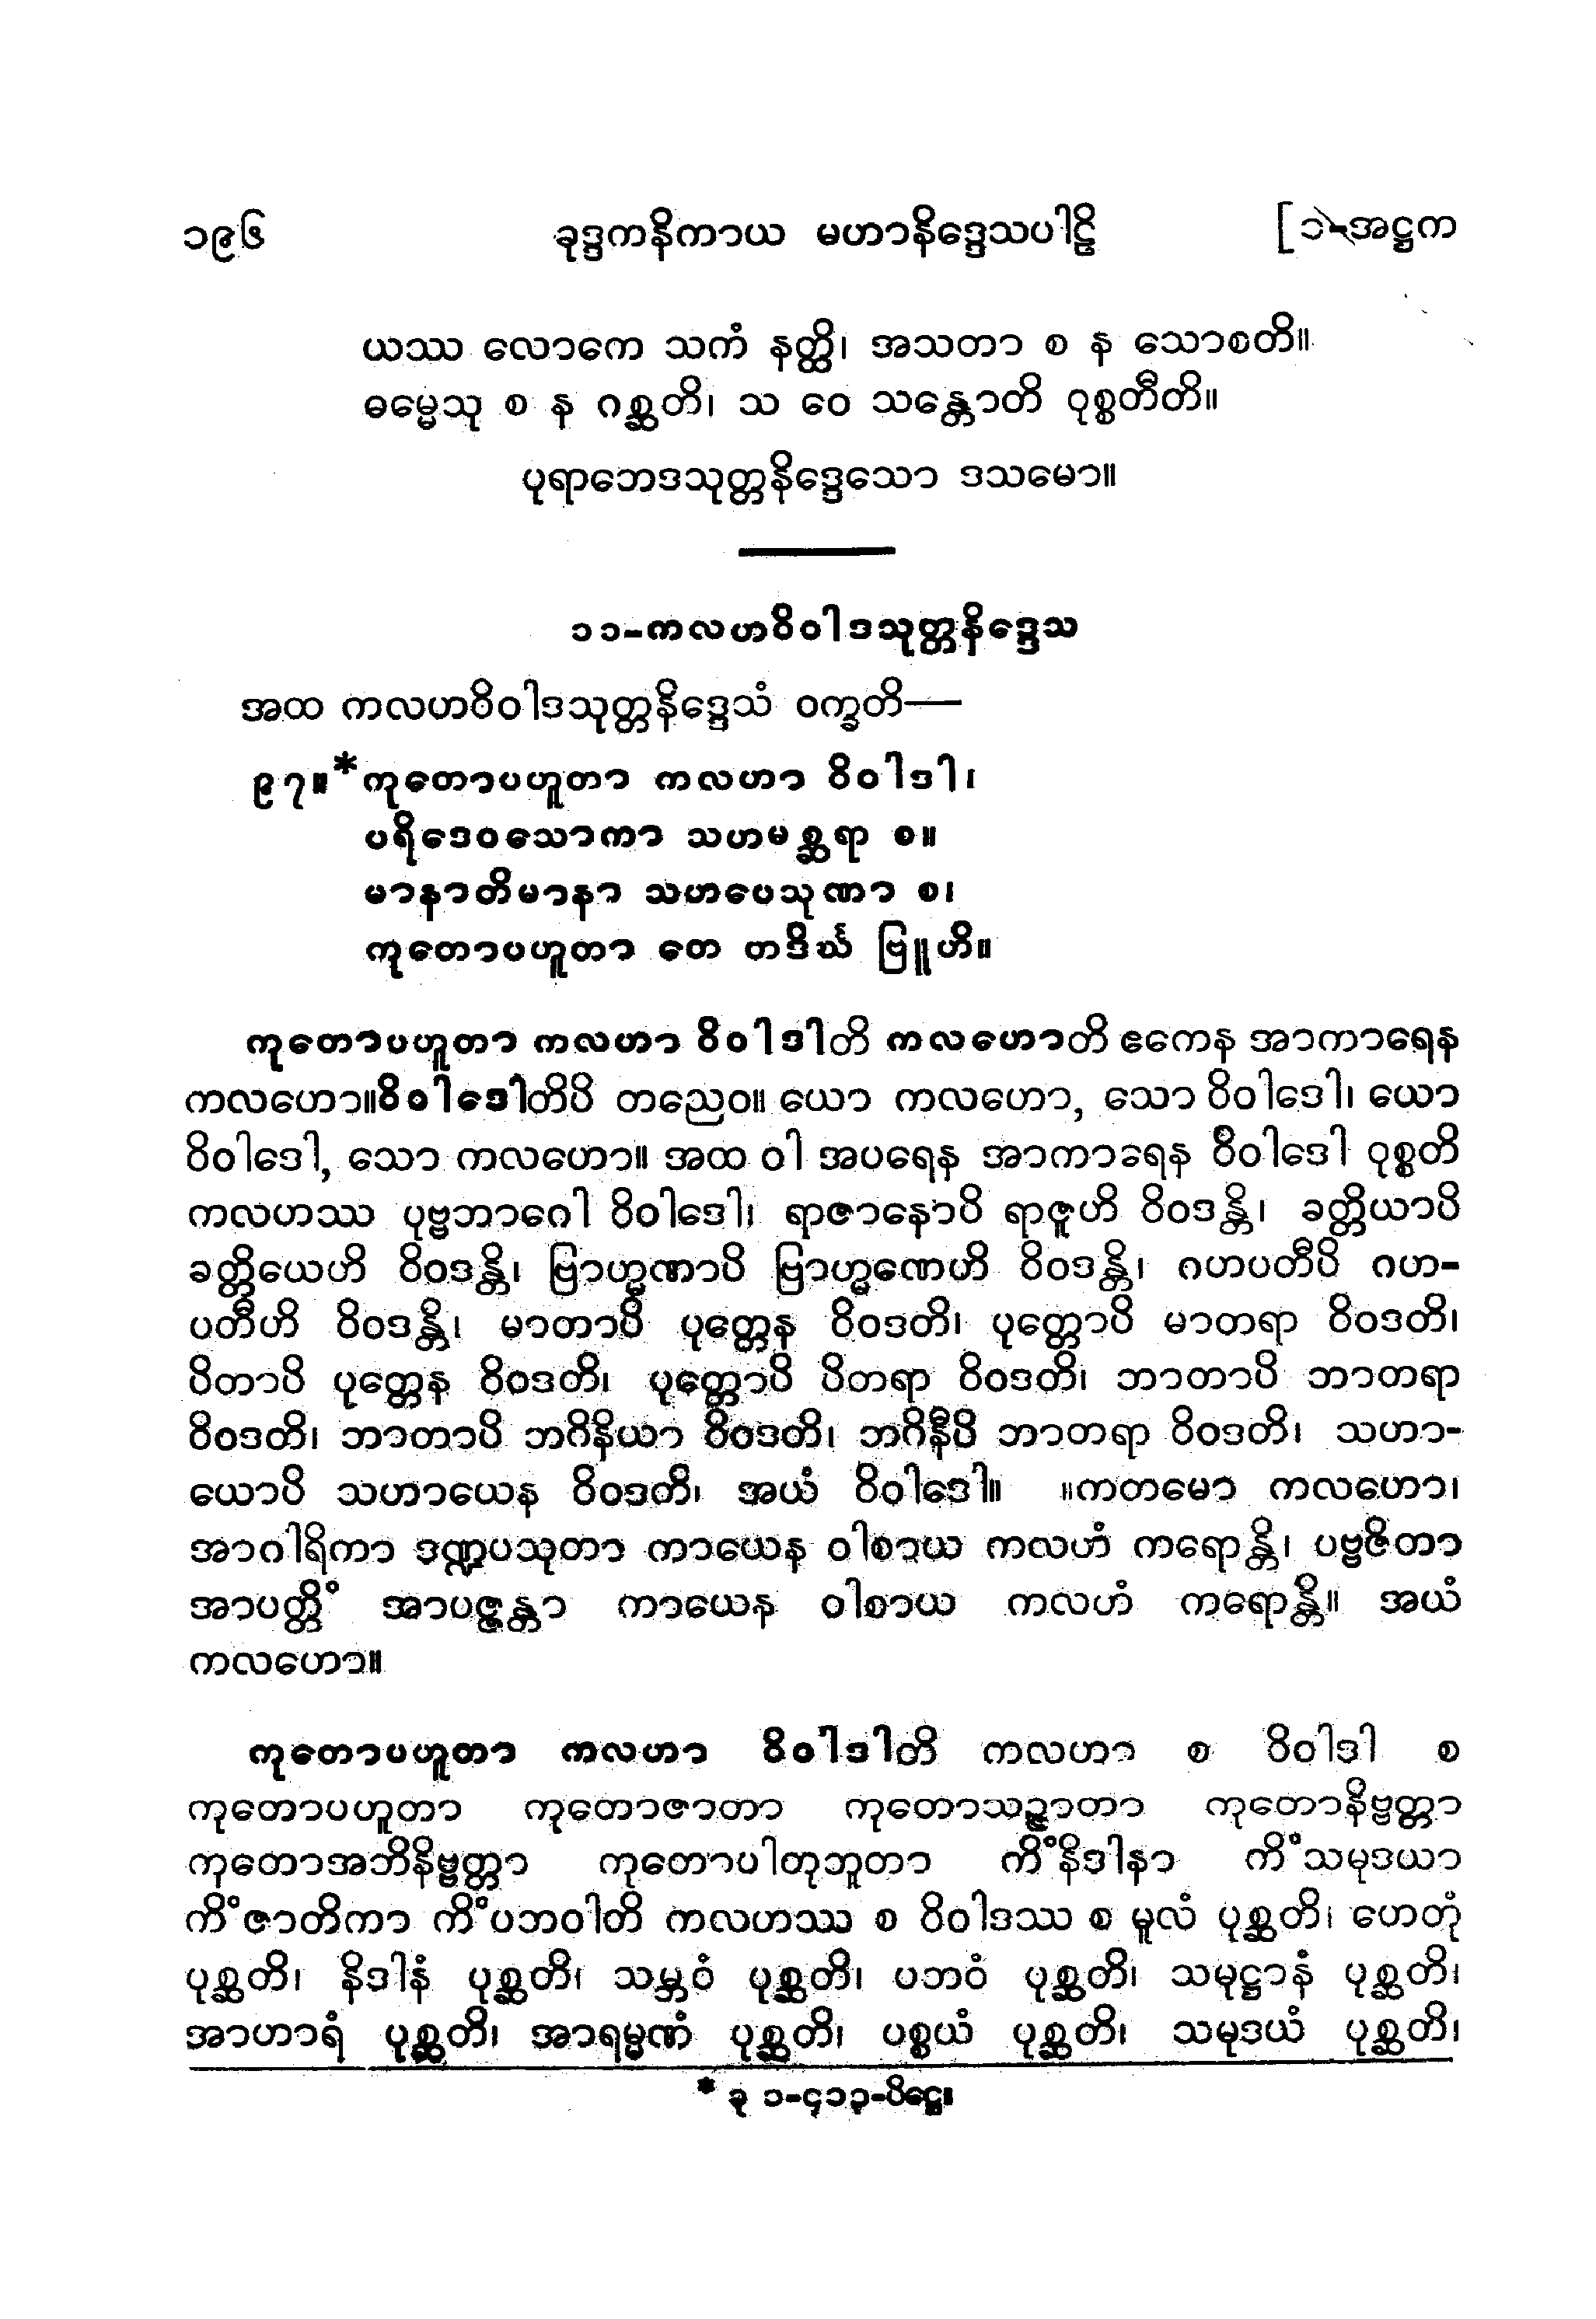 ၁၉၆ ခုဒ္ဒကနိကာယ မဟာနိဒ္ဒေသပါဠိ [၁-အဋ္ဌက
ယဿ လောကေ သကံ နတ္ထိ၊ အသတာ စ န သောစတိ။
ဓမ္မေသု စ န ဂစ္ဆတိ၊ သ ဝေ သန္တောတိ ဝုစ္စတီတိ။
ပုရာဘေဒသုတ္တနိဒ္ဒေသော ဒသမော။
၁၁-ကလဟဝိဝါဒသုတ္တနိဒ္ဒေသ
အထ ကလဟဝိဝါဒသုတ္တနိဒ္ဒေသံ ဝက္ခတိ—
၉၇။*ကုတောပဟူတာ ကလဟာ ဝိဝါဒါ၊
ပရိဒေဝသောကာ သဟမစ္ဆရာ စ။
မာနာတိမာနာ သဟပေသုဏာ စ၊
ကုတောပဟူတာ တေ တဒိင်္ဃ ဗြူဟိ။
ကုတောပဟူတာ ကလဟာ ဝိဝါဒါတိ ကလဟောတိ ဧကေန အာကာရေန
ကလဟော။ဝိဝါဒေါတိပိ တညေဝ။ ယော ကလဟော, သော ဝိဝါဒေါ၊ ယော
ဝိဝါဒေါ, သော ကလဟော။ အထ ဝါ အပရေန အာကာရေန ဝိဝါဒေါ ဝုစ္စတိ
ကလဟဿ ပုဗ္ဗဘာဂေါ ဝိဝါဒေါ၊ ရာဇာနောပိ ရာဇူဟိ ဝိဝဒန္တိ၊ ခတ္တိယာပိ
ခတ္တိယေဟိ ဝိဝဒန္တိ၊ ဗြာဟ္မဏာပိ ဗြာဟ္မဏေဟိ ဝိဝဒန္တိ၊ ဂဟပတီပိ ဂဟ-
ပတီဟိ ဝိဝဒန္တိ၊ မာတာပိ ပုတ္တေန ဝိဝဒတိ၊ ပုတ္တောပိ မာတရာ ဝိဝဒတိ၊
ပိတာပိ ပုတ္တေန ဝိဝဒတိ၊ ပုတ္တောပိ ပိတရာ ဝိဝဒတိ၊ ဘာတာပိ ဘာတရာ
ဝိဝဒတိ၊ ဘာတာပိ ဘဂိနိယာ ဝိဝဒတိ၊ ဘဂိနီပိ ဘာတရာ ဝိဝဒတိ၊ သဟာ-
ယောပိ သဟာယေန ဝိဝဒတိ၊ အယံ ဝိဝါဒေါ။ ။ကတမော ကလဟော၊
အာဂါရိကာ ဒဏ္ဍပသုတာ ကာယေန ဝါစာယ ကလဟံ ကရောန္တိ၊ ပဗ္ဗဇိတာ
အာပတ္တိံ အာပဇ္ဇန္တာ ကာယေန ဝါစာယ ကလဟံ ကရောန္တိ။ အယံ
ကလဟော။
ကုတောပဟူတာ ကလဟာ ဝိဝါဒါတိ ကလဟာ စ ဝိဝါဒါ စ
ကုတောပဟူတာ ကုတောဇာတာ ကုတောသဉ္ဇာတာ ကုတောနိဗ္ဗတ္တာ
ကုတောအဘိနိဗ္ဗတ္တာ ကုတောပါတုဘူတာ ကိံနိဒါနာ ကိံသမုဒယာ
ကိံဇာတိကာ ကိံပဘဝါတိ ကလဟဿ စ ဝိဝါဒဿ စ မူလံ ပုစ္ဆတိ၊ ဟေတုံ
ပုစ္ဆတိ၊ နိဒါနံ ပုစ္ဆတိ၊ သမ္ဘဝံ ပုစ္ဆတိ၊ ပဘဝံ ပုစ္ဆတိ၊ သမုဋ္ဌာနံ ပုစ္ဆတိ၊
အာဟာရံ ပုစ္ဆတိ၊ အာရမ္မဏံ ပုစ္ဆတိ၊ ပစ္စယံ ပုစ္ဆတိ၊ သမုဒယံ ပုစ္ဆတိ၊
* ခု ၁-၄၁၃-ပိဋ္ဌေ။